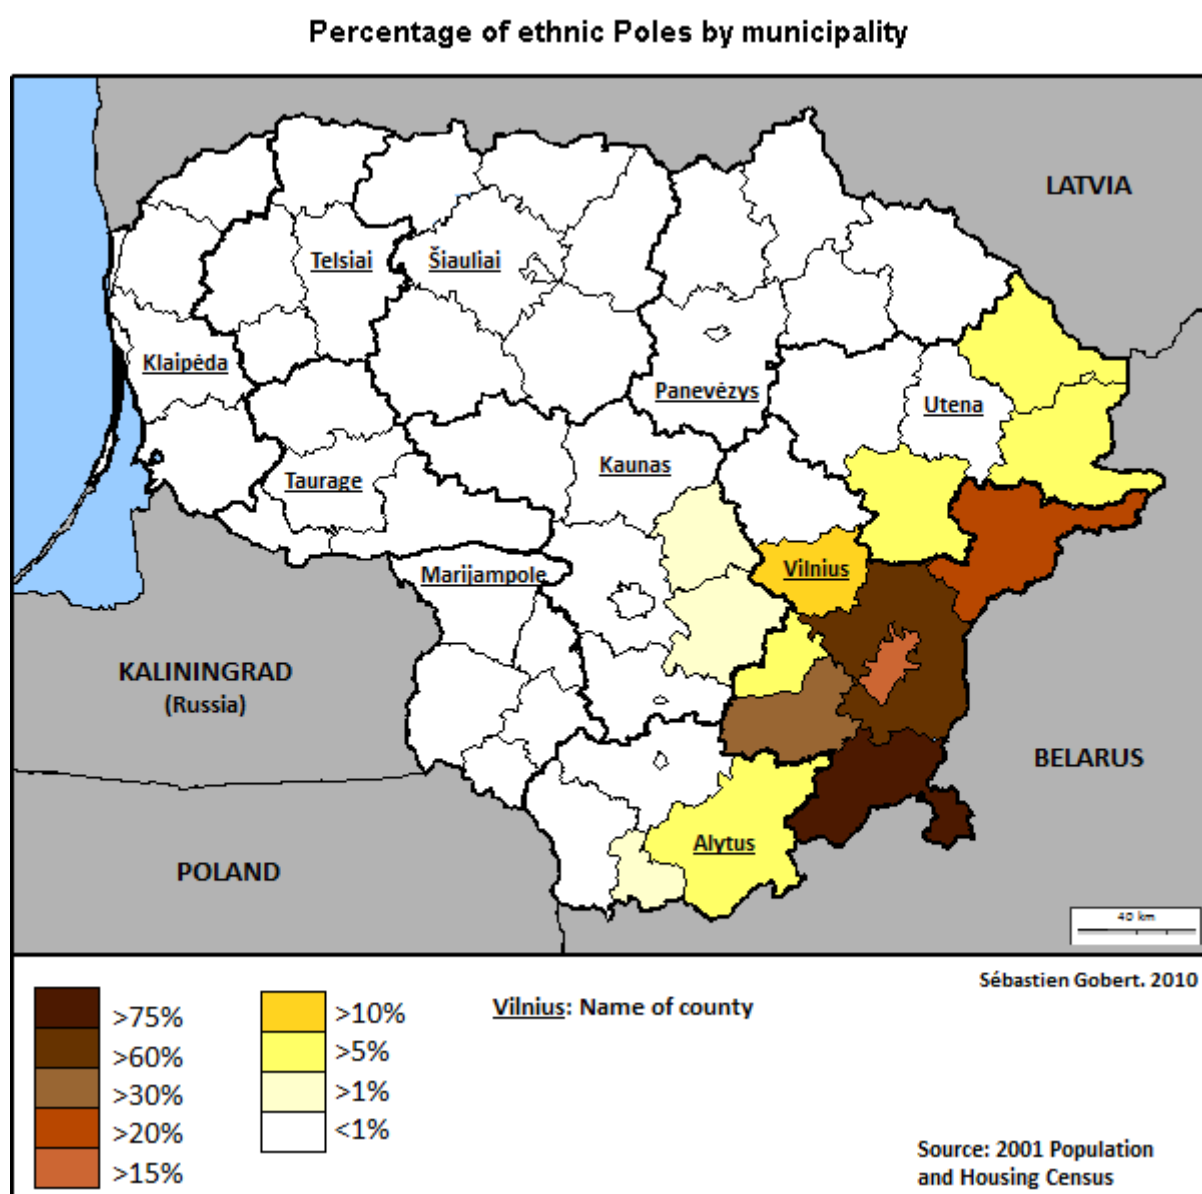 Percentage of ethnic Poles by municipality
LATVIA
Telsiai
Šiauliai
Klaipėda
Panevėzys
Utena
Taurage
Kaunas
Marijampole
Vilnius
KALININGRAD
(Russia)
BELARUS
Alytus
POLAND
40 km
Sébastien Gobert. 2010
>75%
>60%
>30%
>20%
>15%
>10%
>5%
>1%
<1%
Vilnius: Name of county
Source: 2001 Population
and Housing Census